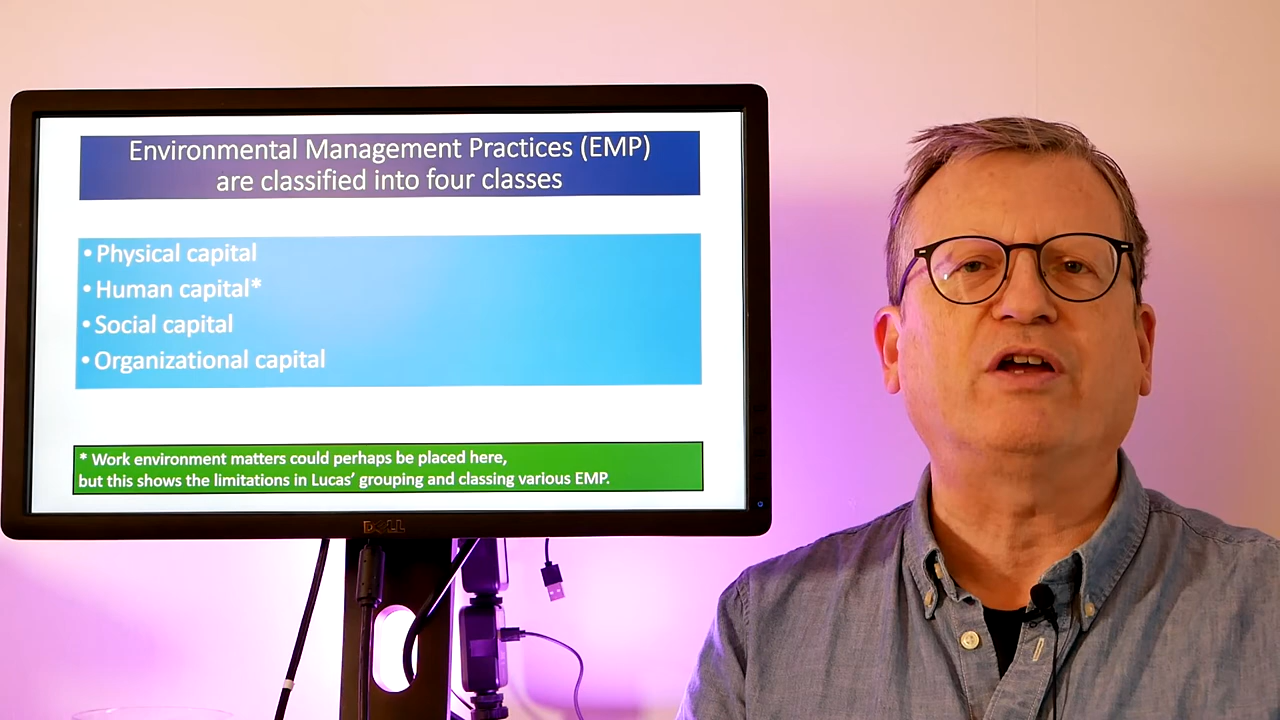 Environmental Management Practices (EMP)
are classified into four classes
• Physical capital
• Human capital*
• Social capital
• Organizational capital
* Work environment matters could perhaps be placed here,
but this shows the limitations in Lucas’ grouping and classing various EMP.
DELL